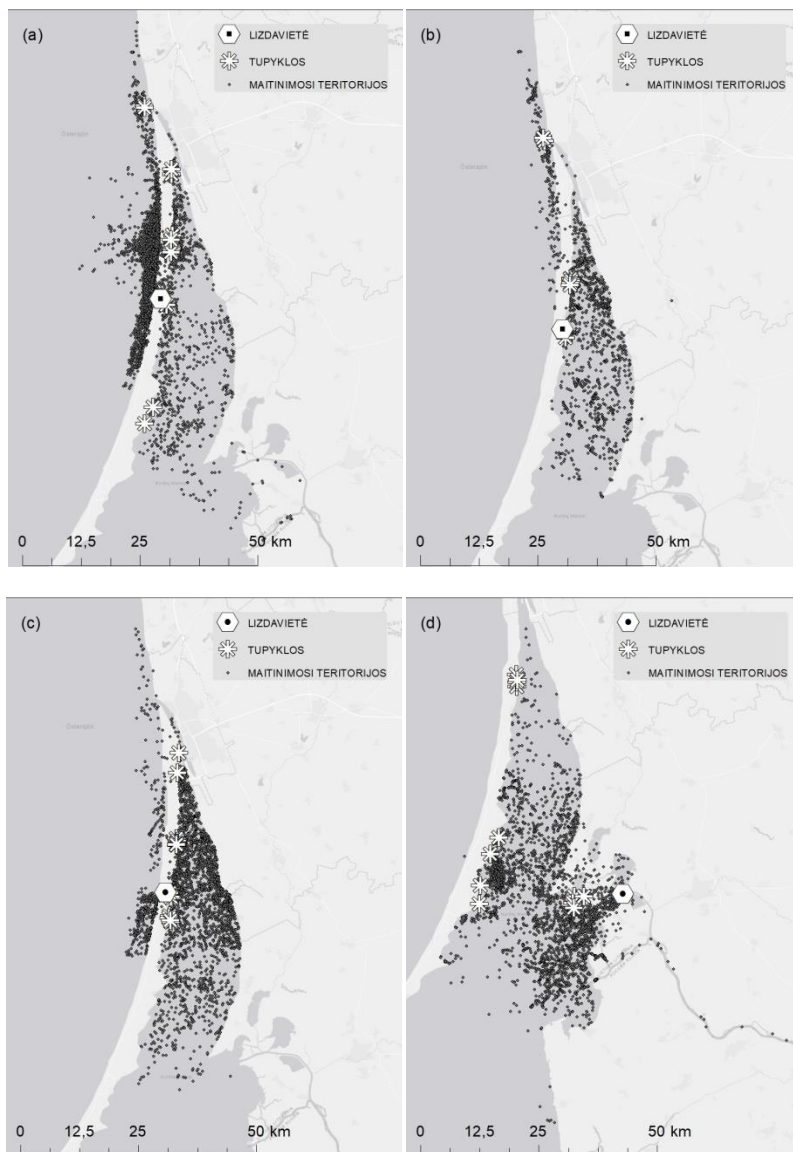 (a)
LIZDAVIETĖ
TUPYKLOS
MAITINIMOSI TERITORIJOS
0 12,5 25 50 km
(b)
LIZDAVIETĖ
TUPYKLOS
MAITINIMOSI TERITORIJOS
0 12,5 25 50 km
(c)
LIZDAVIETĖ
TUPYKLOS
MAITINIMOSI TERITORIJOS
0 12,5 25 50 km
(d)
LIZDAVIETĖ
TUPYKLOS
MAITINIMOSI TERITORIJOS
0 12,5 25 50 km